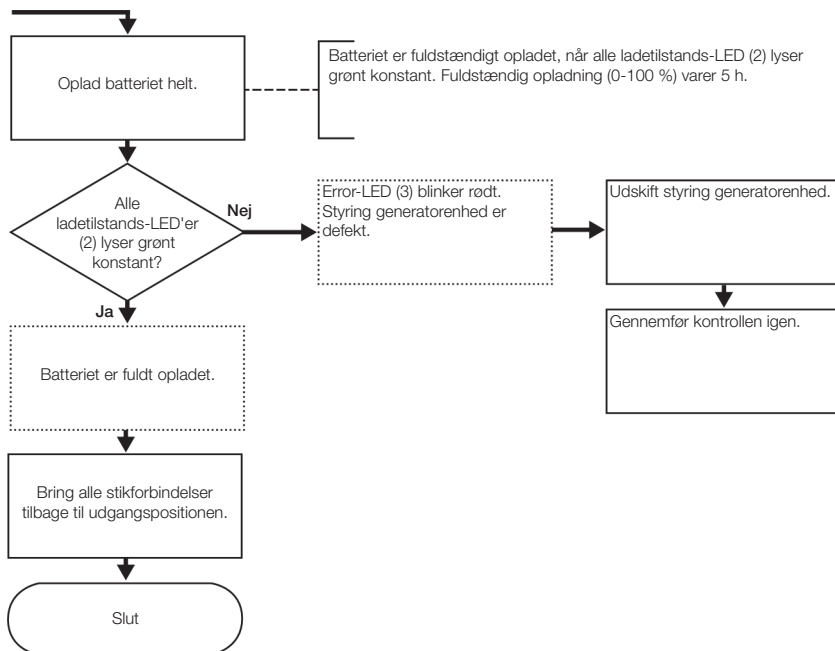 Oplad batteriet helt.
Batteriet er fuldstændigt opladet, når alle ladetilstands-LED (2) lyser
grønt konstant. Fuldstændig opladning (0-100 %) varer 5 h.
Alle
ladetilstands-LED'er
(2) lyser grønt
konstant?
Nej
Error-LED (3) blinker rødt.
Styring generatorenhed er
defekt.
Udskift styring generatorenhed.
Gennemfør kontrollen igen.
Ja
Batteriet er fuldt opladet.
Bring alle stikforbindelser
tilbage til udgangspositionen.
Slut